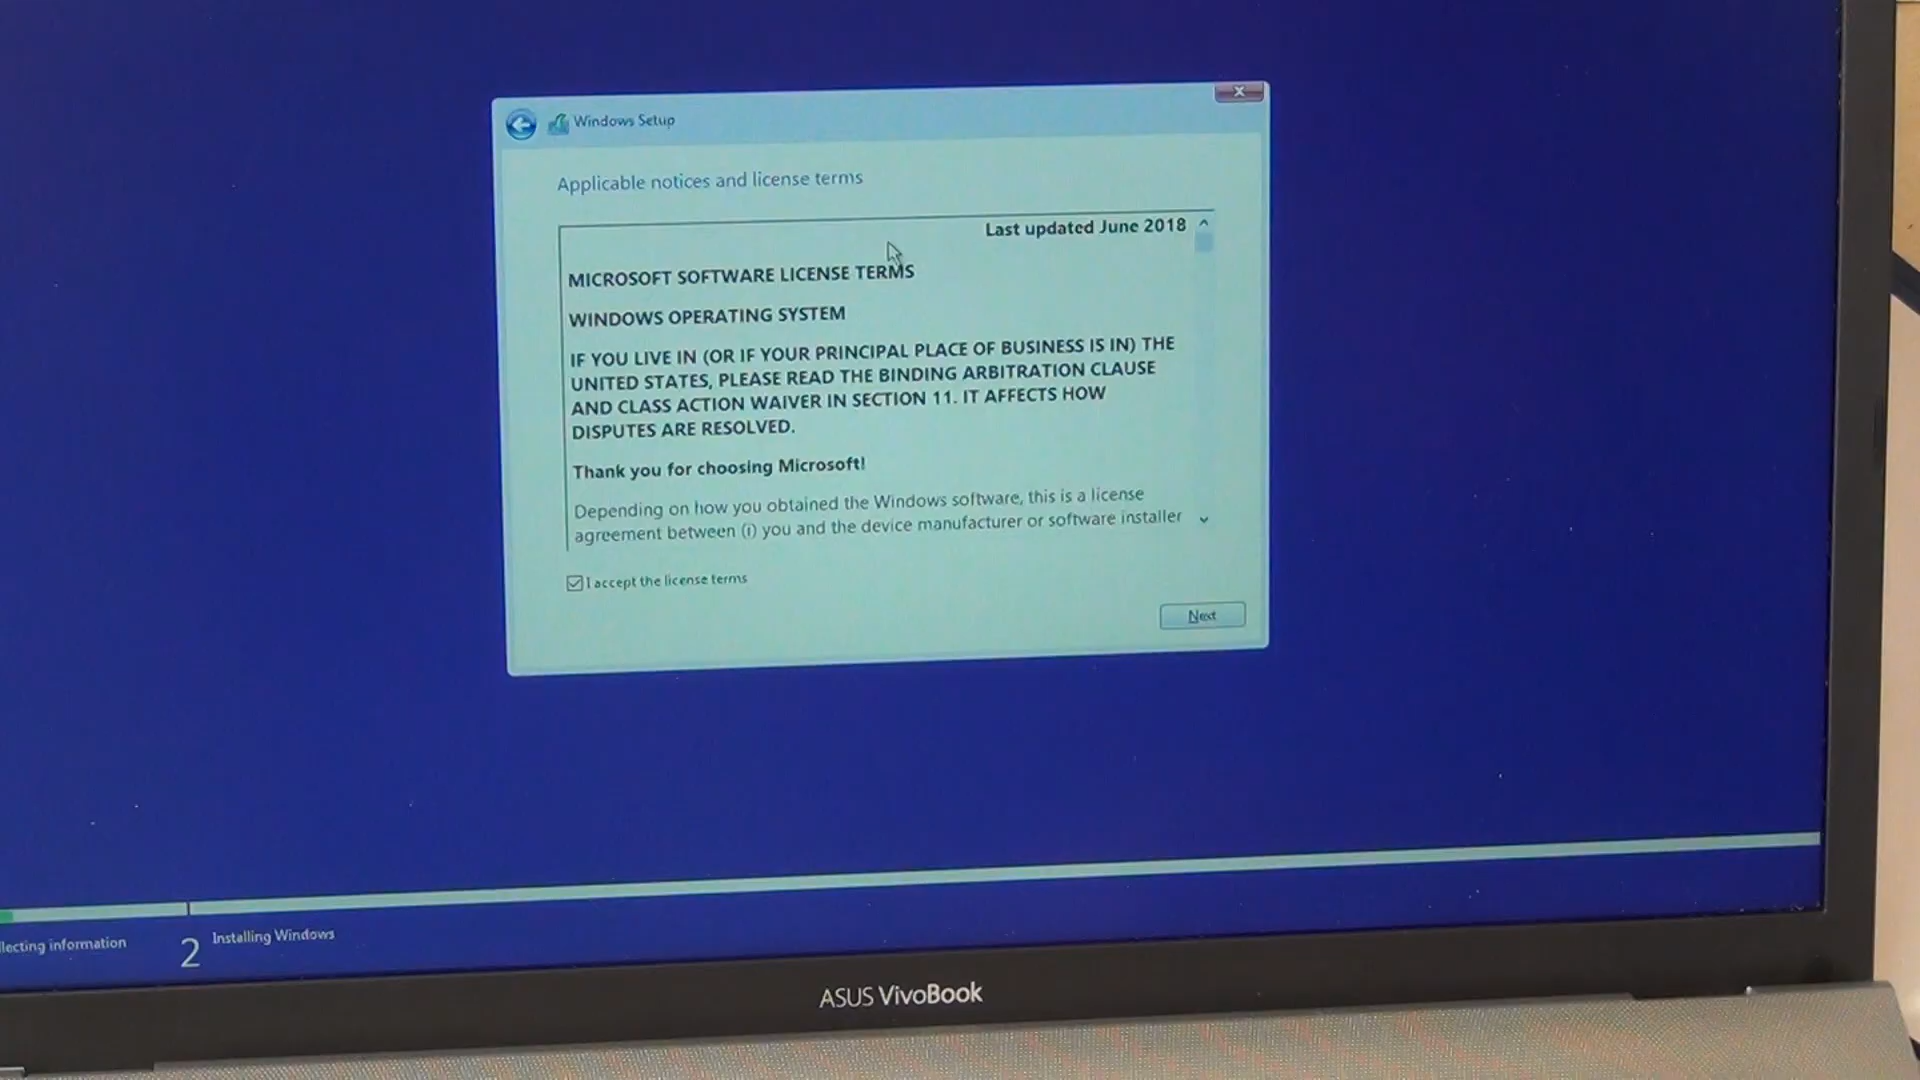 Windows Setup
Applicable notices and license terms
Last updated June 2018
MICROSOFT SOFTWARE LICENSE TERMS
WINDOWS OPERATING SYSTEM
IF YOU LIVE IN (OR IF YOUR PRINCIPAL PLACE OF BUSINESS IS IN) THE
UNITED STATES, PLEASE READ THE BINDING ARBITRATION CLAUSE
AND CLASS ACTION WAIVER IN SECTION 11. IT AFFECTS HOW
DISPUTES ARE RESOLVED.
Thank you for choosing Microsoft!
Depending on how you obtained the Windows software, this is a license
agreement between (i) you and the device manufacturer or software installer
I accept the license terms
Next
llecting information
2 Installing Windows
ASUS VivoBook